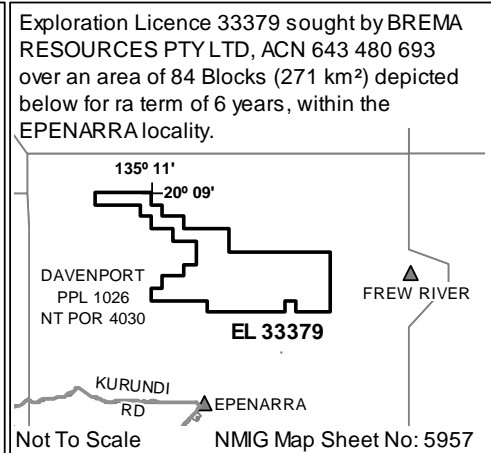 Exploration Licence 33379 sought by BREMA
RESOURCES PTY LTD, ACN 643 480 693
over an area of 84 Blocks (271 km²) depicted
below for ra term of 6 years, within the
EPENARRA locality.
135º 11'
20º 09'
DAVENPORT
PPL 1026
NT POR 4030
FREW RIVER
EL 33379
KURUNDI
RD
EPENARRA
Not To Scale NMIG Map Sheet No: 5957